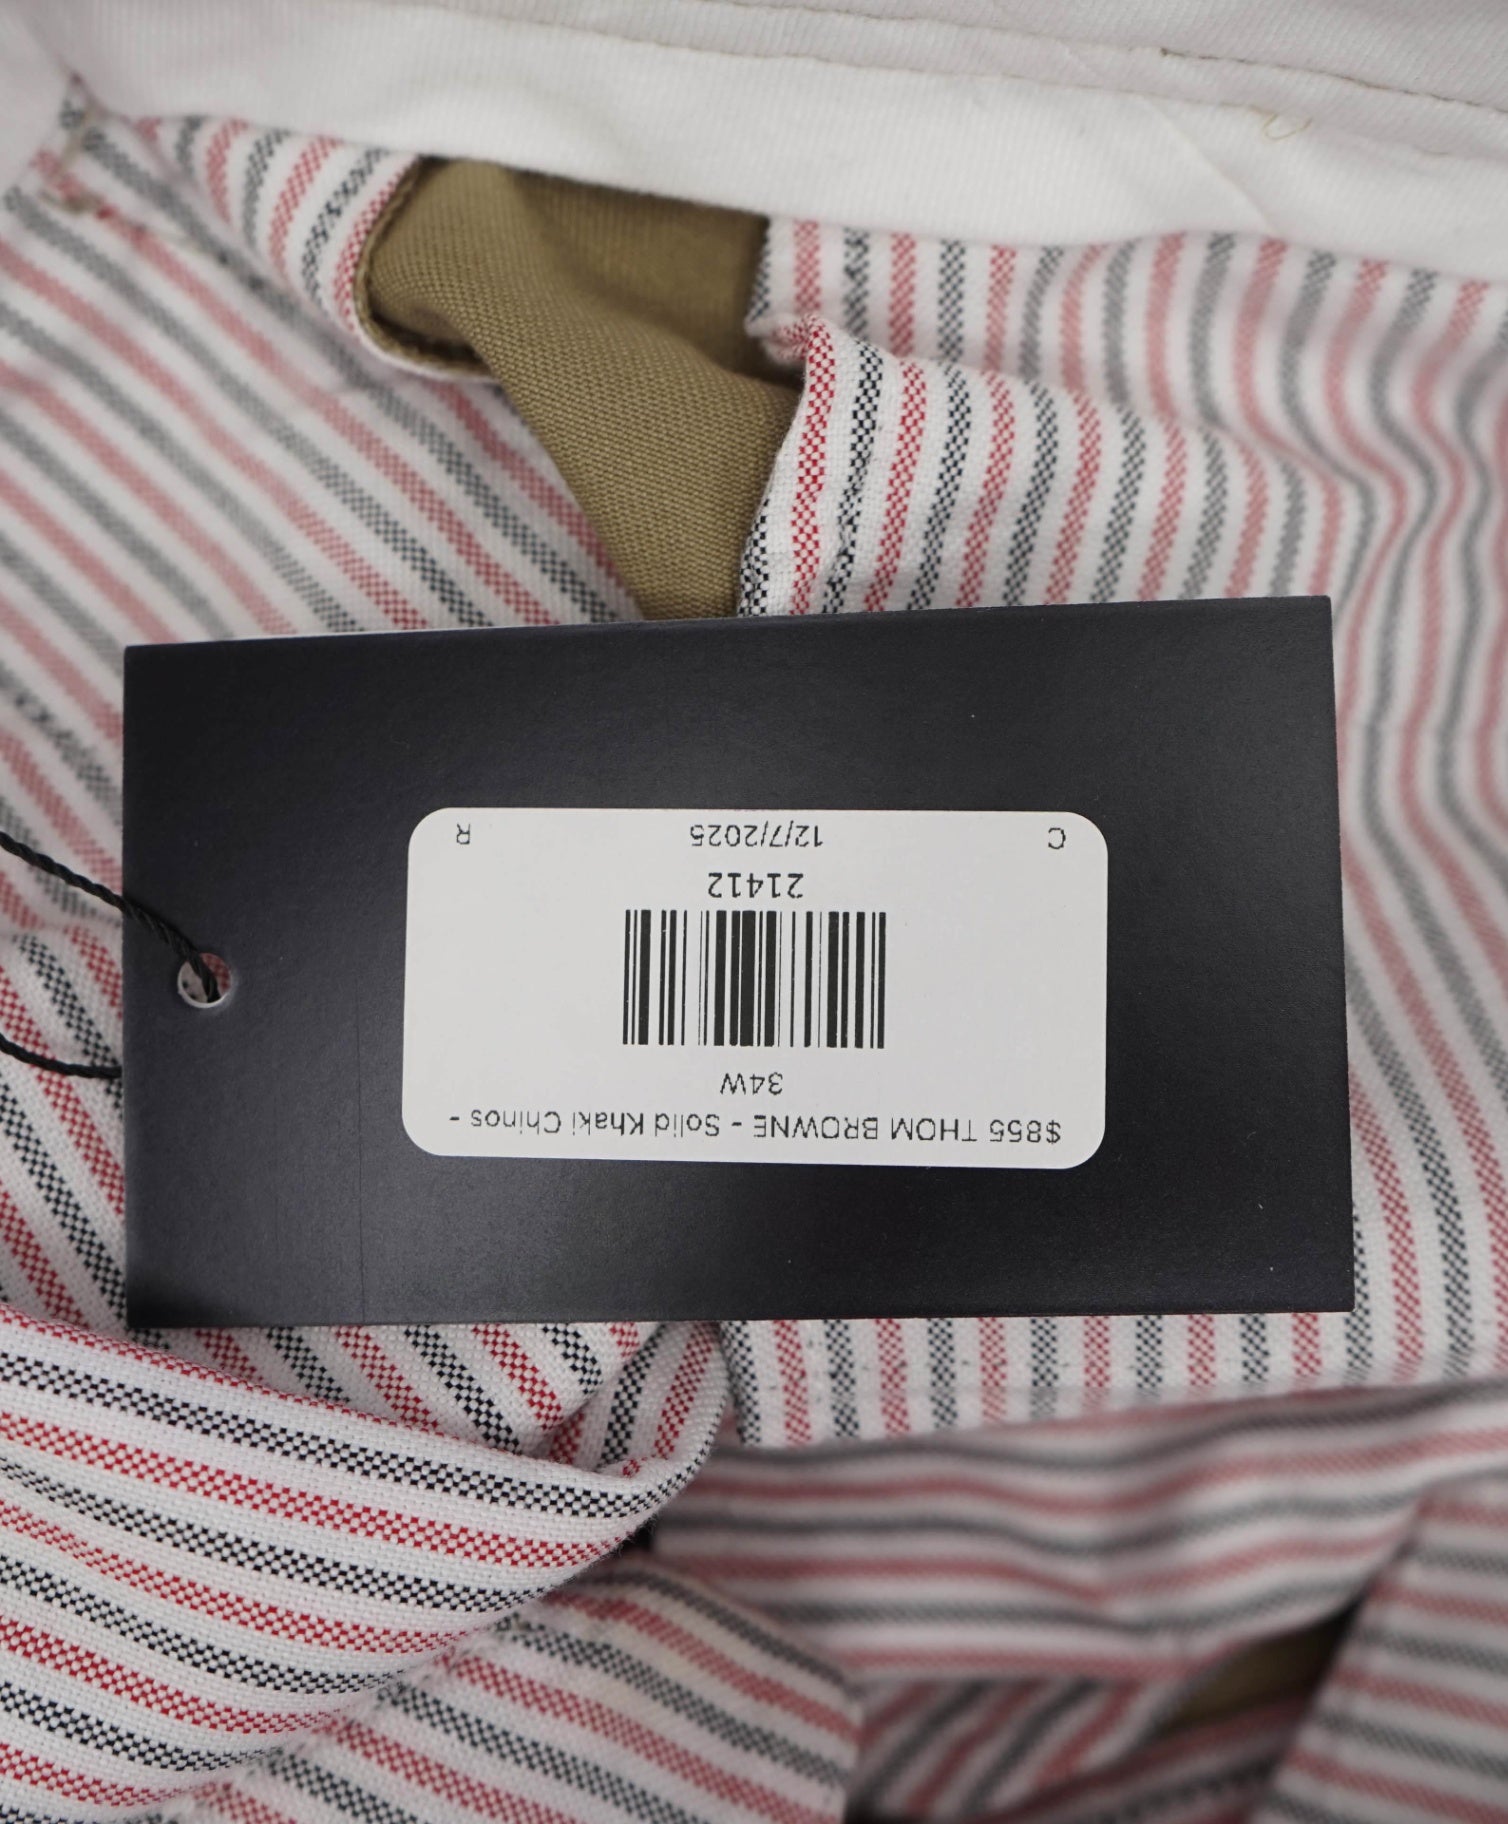 $855 THOM BROWNE - Solid Khaki Chinos -
34W
21412
C 12/7/2025 R